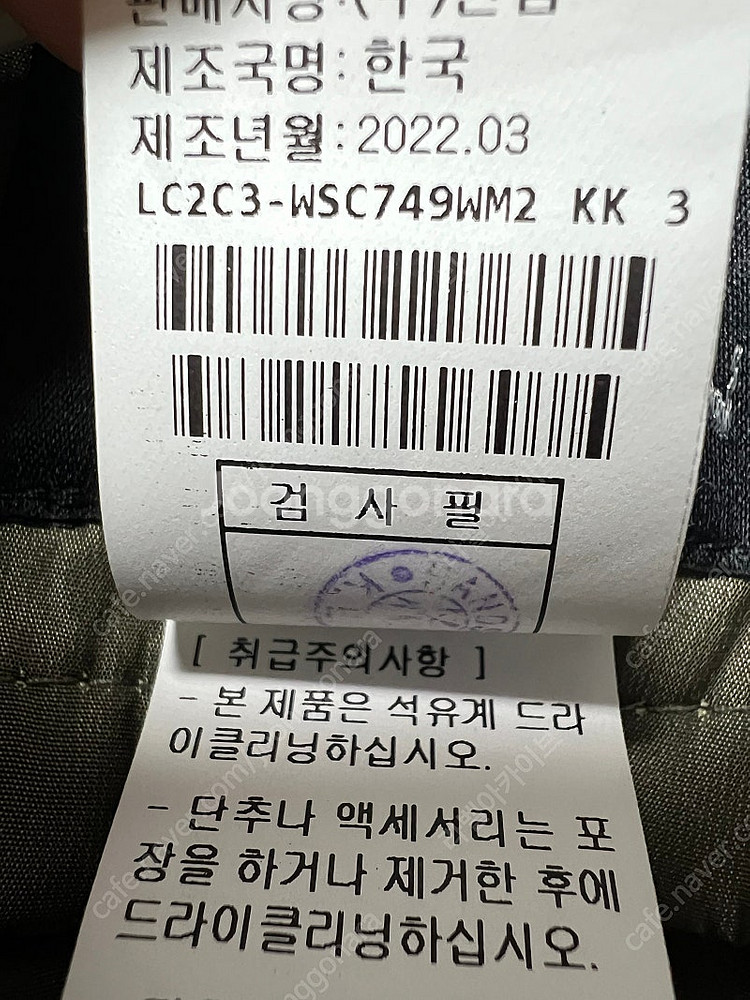 제조국명: 한국
제조년월:2022.03
LC2C3-WSC749WM2 KK 3
검 사 필
[ 취급주의사항 ]
- 본 제품은 석유계 드라
이클리닝하십시오.
- 단추나 액세서리는 포
장을 하거나 제거한 후에
드라이클리닝하십시오.